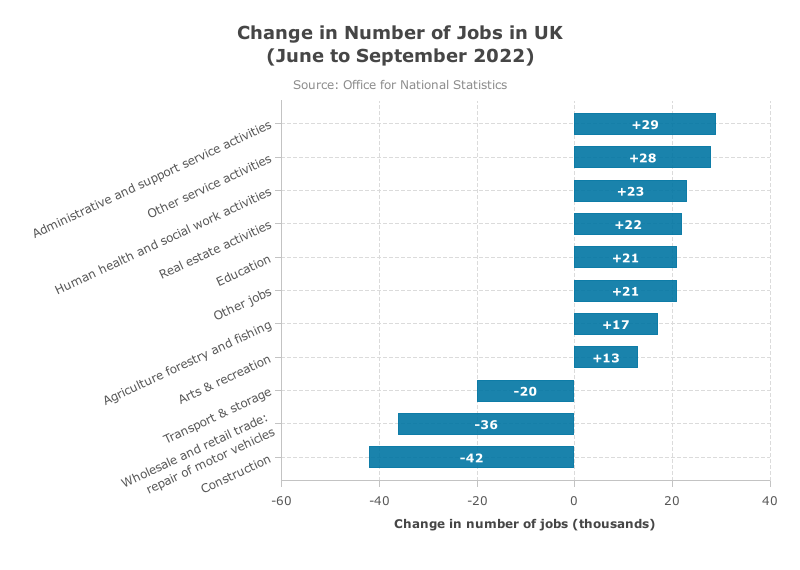 Change in Number of Jobs in UK
(June to September 2022)
Source: Office for National Statistics
Administrative and support service activities
+29
Other service activities
+28
Human health and social work activities
+23
Real estate activities
+22
Education
+21
Other jobs
+21
Agriculture forestry and fishing
+17
Arts & recreation
+13
Transport & storage
-20
Wholesale and retail trade:
repair of motor vehicles
-36
Construction
-42
-60
-40
-20
0
20
40
Change in number of jobs (thousands)